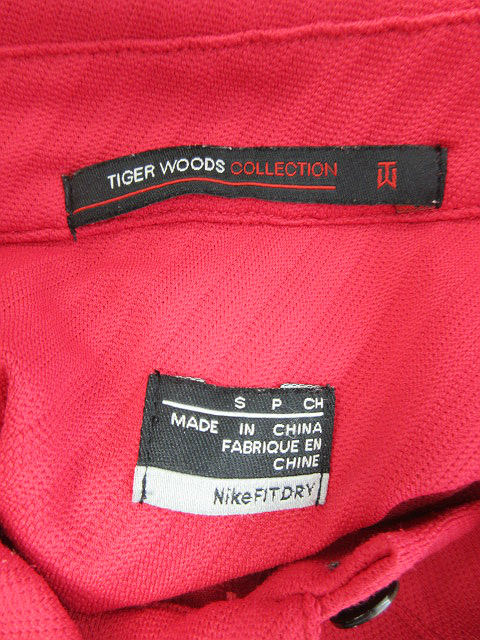 TIGER WOODS COLLECTION TW
S P CH
MADE IN CHINA
FABRIQUE EN
CHINE
NikeFITDRY